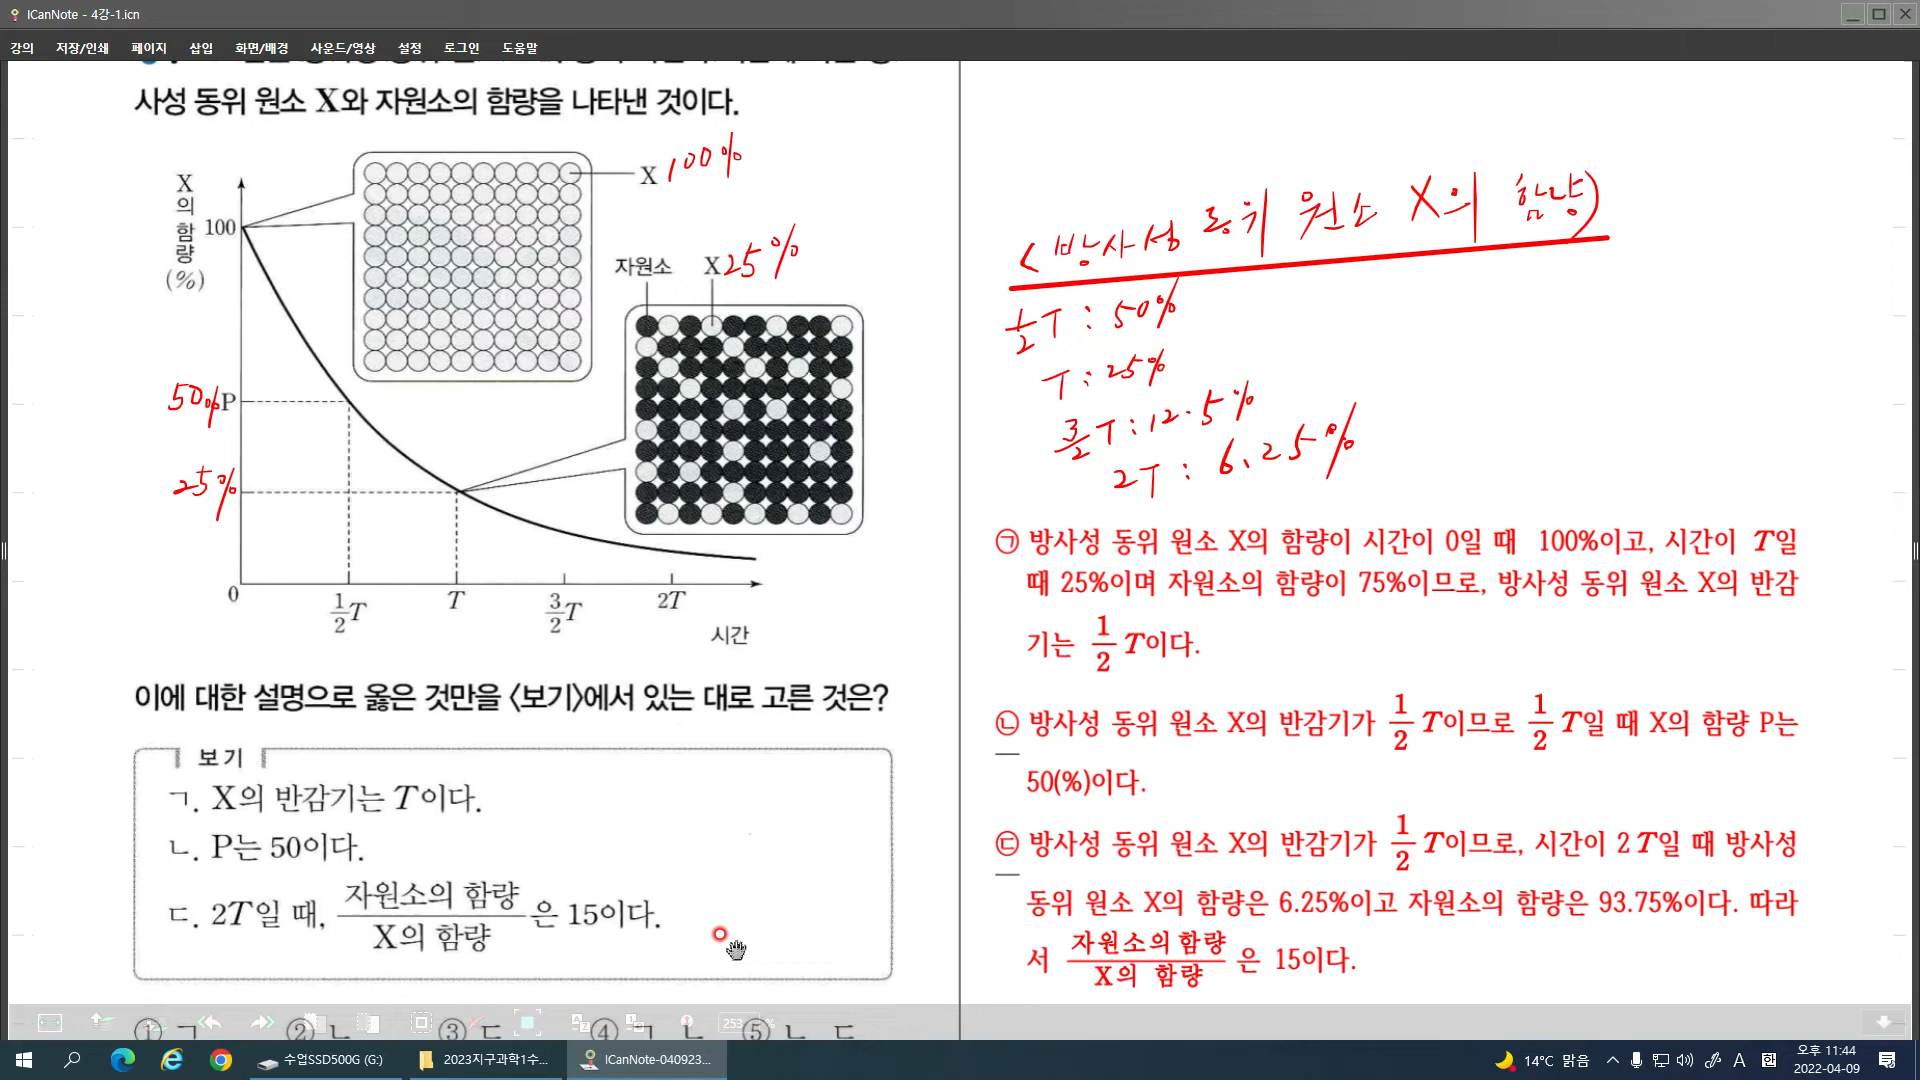 ICanNote - 4강-1.icn
강의 저장/인쇄 페이지 삽입 화면/배경 사운드/영상 설정 로그인 도움말
사성 동위 원소 X와 자원소의 함량을 나타낸 것이다.
X의 함량 (%)
100
X 100%
자원소 X 25%
50% P
25%
0 1/2 T T 3/2 T 2T
시간
이에 대한 설명으로 옳은 것만을 〈보기〉에서 있는 대로 고른 것은?
보기
ㄱ. X의 반감기는 T이다.
ㄴ. P는 50이다.
ㄷ. 2T일 때, 자원소의 함량/X의 함량 은 15이다.
① ㄱ ② ㄴ ③ ㄷ ④ ㄱ ㄴ ⑤ ㄴ ㄷ
<방사성 동위 원소 X의 함량>
1/2 T : 50%
T : 25%
3/2 T : 12.5%
2T : 6.25%
㉠ 방사성 동위 원소 X의 함량이 시간이 0일 때 100%이고, 시간이 T일
때 25%이며 자원소의 함량이 75%이므로, 방사성 동위 원소 X의 반감
기는 1/2 T이다.
㉡ 방사성 동위 원소 X의 반감기가 1/2 T이므로 1/2 T일 때 X의 함량 P는
50(%)이다.
㉢ 방사성 동위 원소 X의 반감기가 1/2 T이므로, 시간이 2T일 때 방사성
동위 원소 X의 함량은 6.25%이고 자원소의 함량은 93.75%이다. 따라
서 자원소의 함량/X의 함량 은 15이다.
253 %
수업SSD500G (G:) 2023지구과학1수... ICanNote-040923...
14°C 맑음 A 한 오후 11:44
2022-04-09